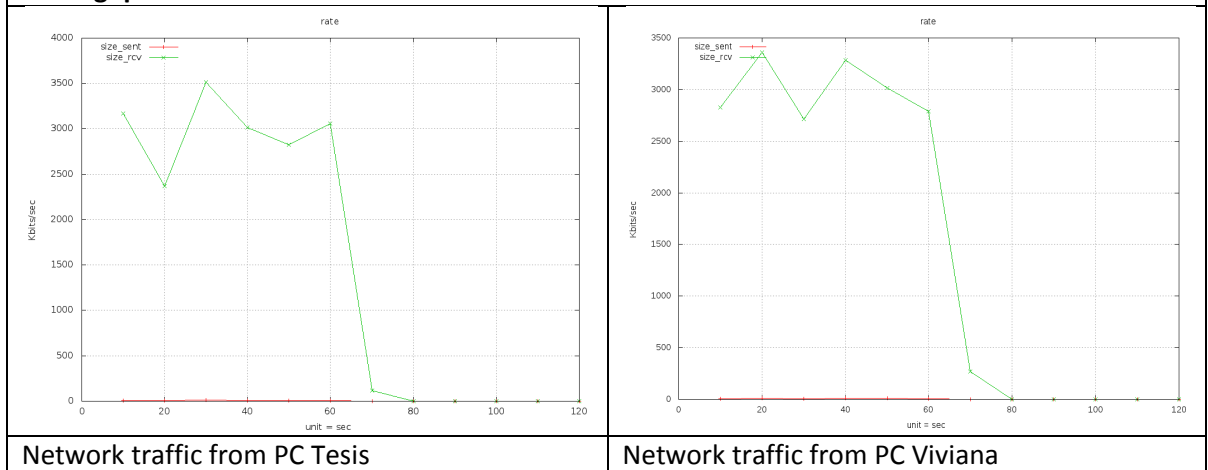 rate
4000
3500
3000
2500
2000
1500
1000
500
0
Kbits/sec
size_sent
size_rcv
0 20 40 60 80 100 120
unit = sec
rate
3500
3000
2500
2000
1500
1000
500
0
Kbits/sec
size_sent
size_rcv
0 20 40 60 80 100 120
unit = sec
Network traffic from PC Tesis
Network traffic from PC Viviana